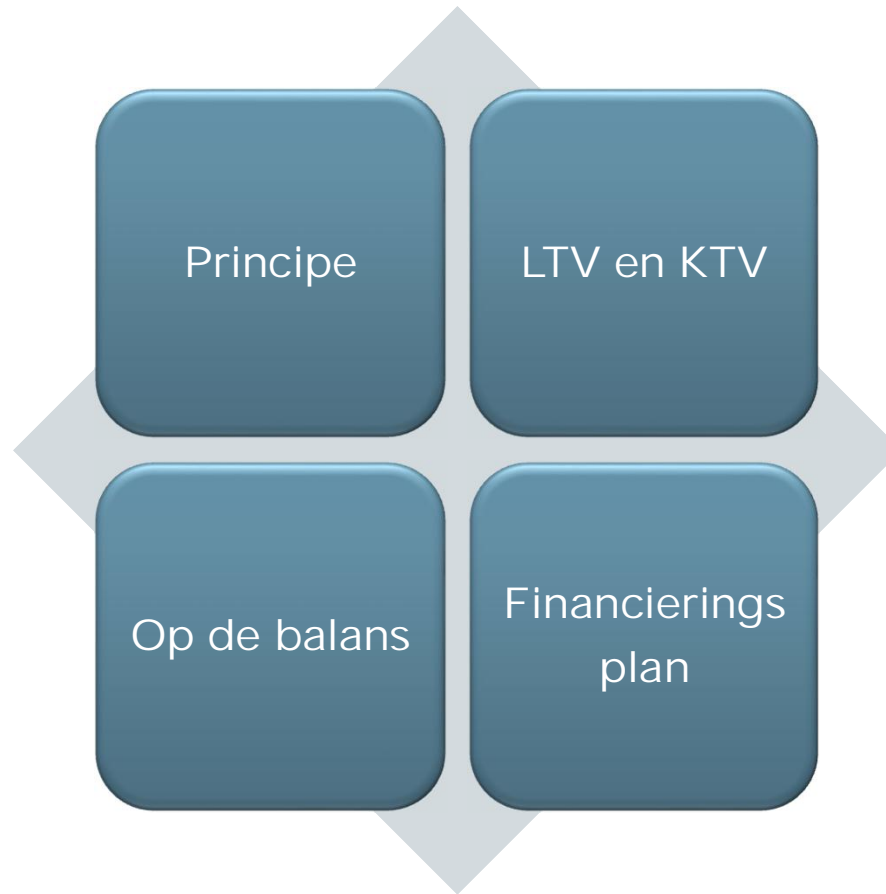 Principe
LTV en KTV
Op de balans
Financierings
plan